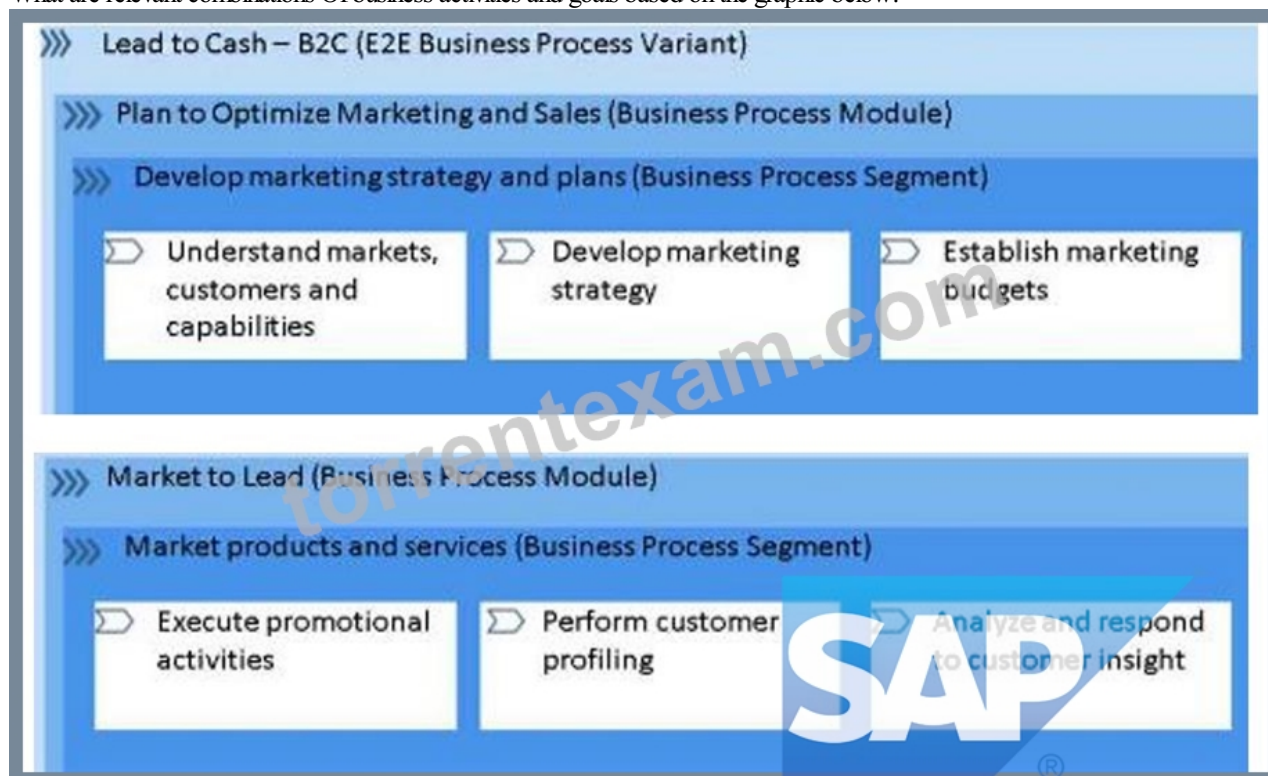 What are relevant combinations Of business activities and goals based on the graphic below?
Lead to Cash – B2C (E2E Business Process Variant)
Plan to Optimize Marketing and Sales (Business Process Module)
Develop marketing strategy and plans (Business Process Segment)
Understand markets,
customers and
capabilities
Develop marketing
strategy
Establish marketing
budgets
torrentexam.com
Market to Lead (Business Process Module)
Market products and services (Business Process Segment)
Execute promotional
activities
Perform customer
profiling
Analyze and respond
to customer insight
SAP
®